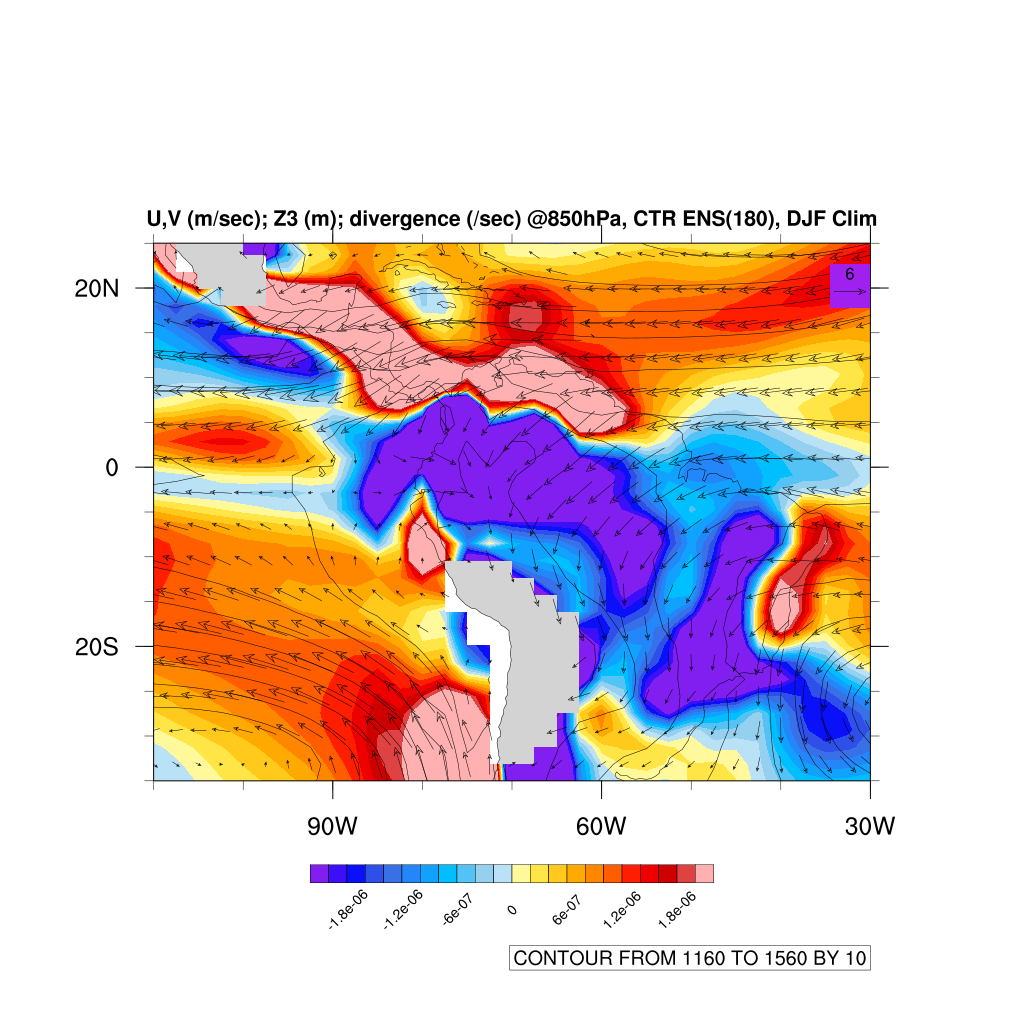 U,V (m/sec); Z3 (m); divergence (/sec) @850hPa, CTR ENS(180), DJF Clim
6
20N
0
20S
90W
60W
30W
-1.8e-06
-1.2e-06
-6e-07
0
6e-07
1.2e-06
1.8e-06
CONTOUR FROM 1160 TO 1560 BY 10